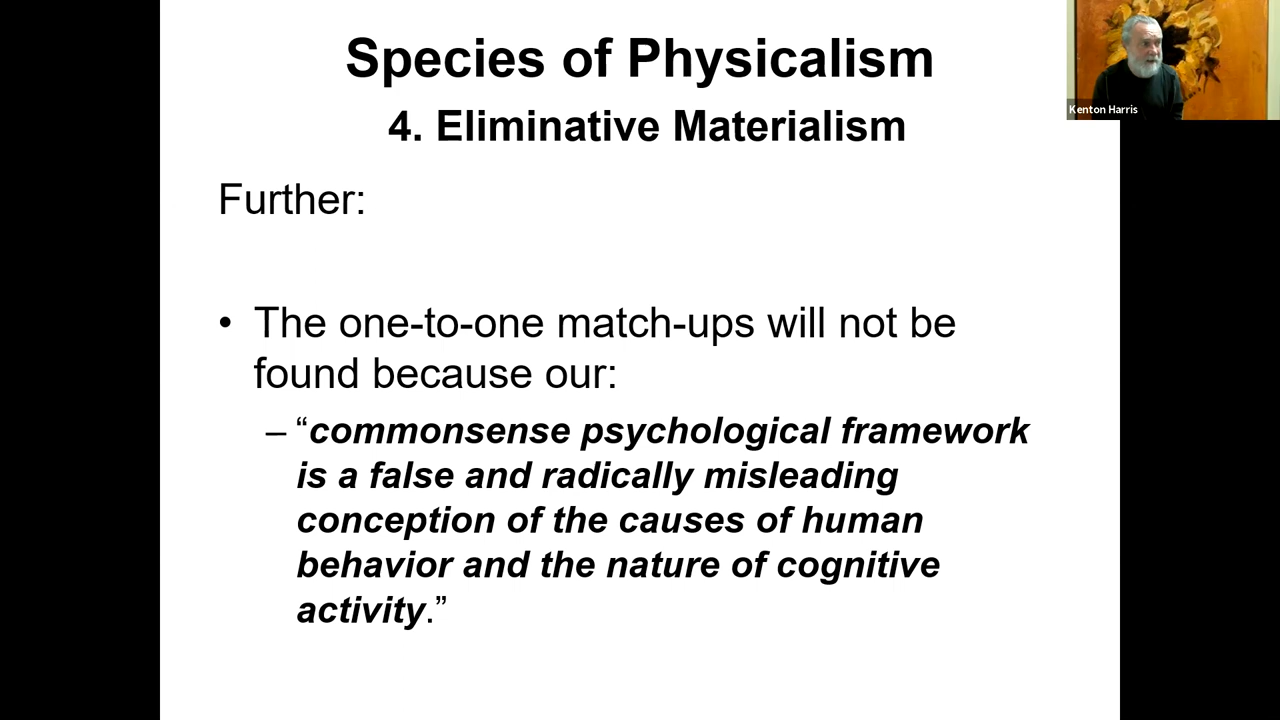 Species of Physicalism
4. Eliminative Materialism
Kenton Harris
Further:
• The one-to-one match-ups will not be
found because our:
– “commonsense psychological framework
is a false and radically misleading
conception of the causes of human
behavior and the nature of cognitive
activity.”